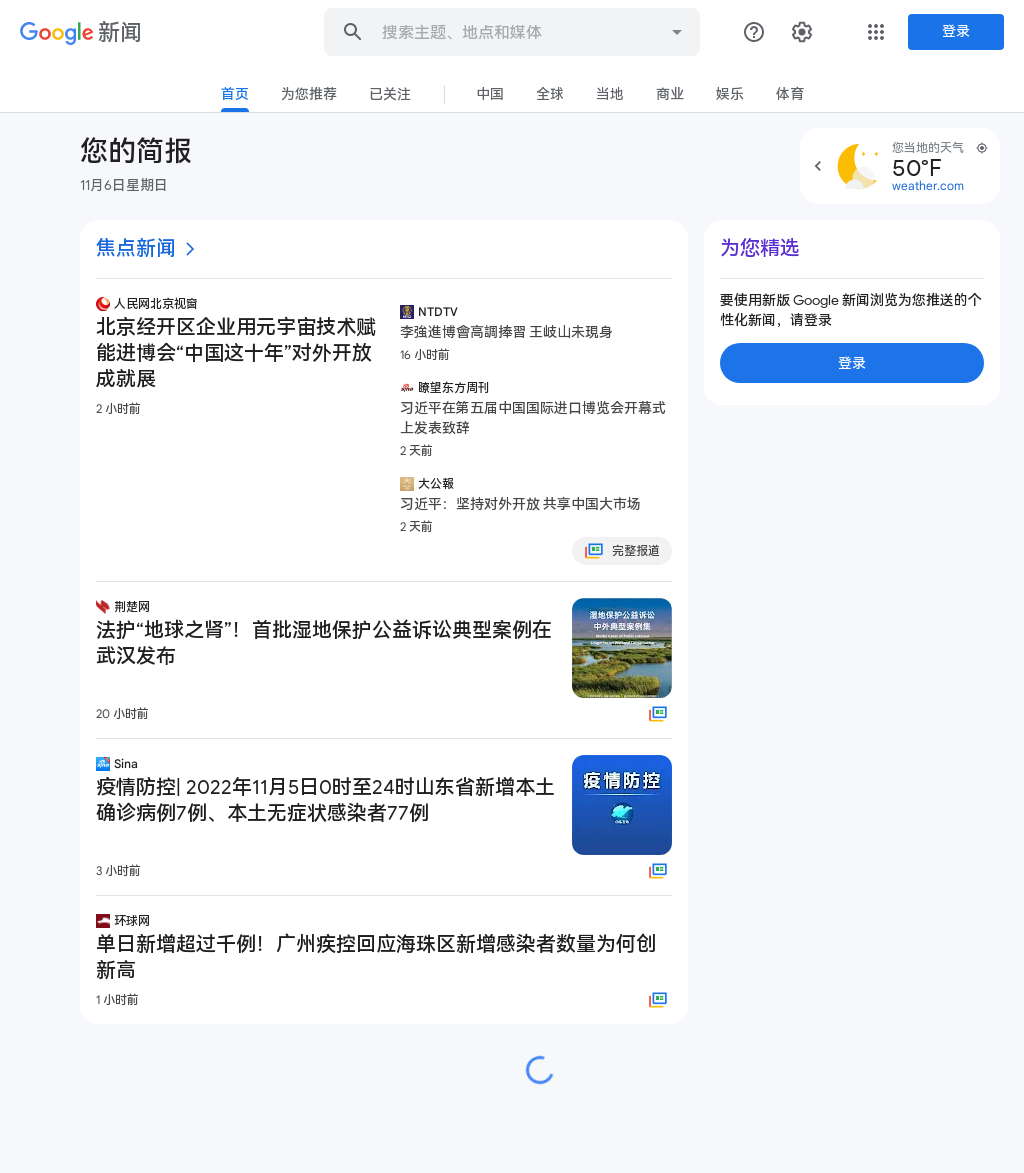 Google 新闻
搜索主题、地点和媒体
登录
首页
为您推荐
已关注
中国
全球
当地
商业
娱乐
体育
您的简报
11月6日星期日
您当地的天气
50°F
weather.com
焦点新闻
人民网北京视窗
北京经开区企业用元宇宙技术赋
能进博会“中国这十年”对外开放
成就展
2 小时前
NTDTV
李強進博會高調捧習 王岐山未現身
16 小时前
瞭望东方周刊
习近平在第五届中国国际进口博览会开幕式
上发表致辞
2 天前
大公報
习近平：坚持对外开放 共享中国大市场
2 天前
完整报道
荆楚网
法护“地球之肾”！首批湿地保护公益诉讼典型案例在
武汉发布
20 小时前
湿地保护公益诉讼
中外典型案例集
Sina
疫情防控| 2022年11月5日0时至24时山东省新增本土
确诊病例7例、本土无症状感染者77例
3 小时前
疫情防控
环球网
单日新增超过千例！广州疾控回应海珠区新增感染者数量为何创
新高
1 小时前
为您精选
要使用新版 Google 新闻浏览为您推送的个
性化新闻，请登录
登录